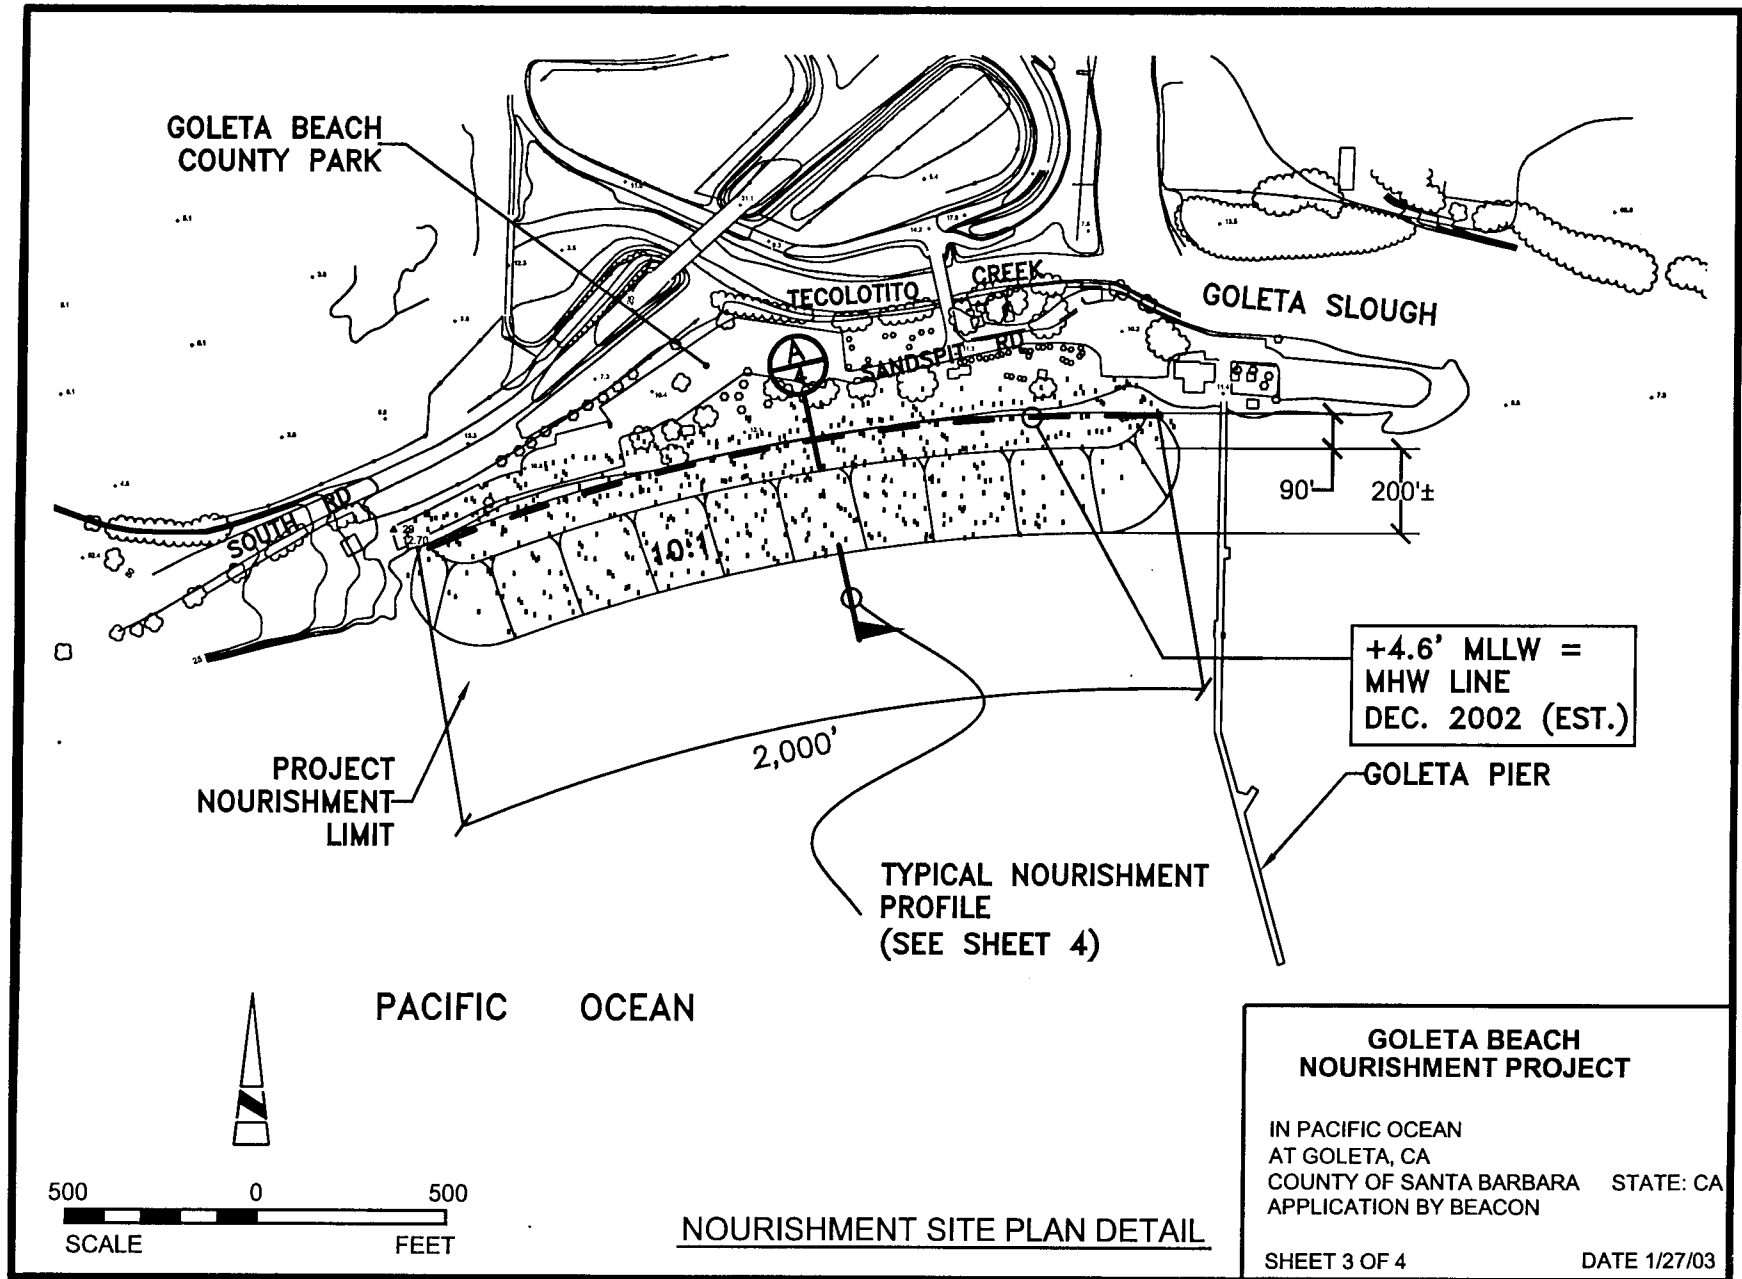 GOLETA BEACH
COUNTY PARK
TECOLOTITO CREEK
GOLETA SLOUGH
A
4
SANDSPIT RD
SOUTH RD
10:1
90'
200'±
+4.6' MLLW =
MHW LINE
DEC. 2002 (EST.)
GOLETA PIER
2,000'
PROJECT
NOURISHMENT
LIMIT
TYPICAL NOURISHMENT
PROFILE
(SEE SHEET 4)
PACIFIC OCEAN
500 0 500
SCALE FEET
NOURISHMENT SITE PLAN DETAIL
GOLETA BEACH
NOURISHMENT PROJECT
IN PACIFIC OCEAN
AT GOLETA, CA
COUNTY OF SANTA BARBARA STATE: CA
APPLICATION BY BEACON
SHEET 3 OF 4 DATE 1/27/03